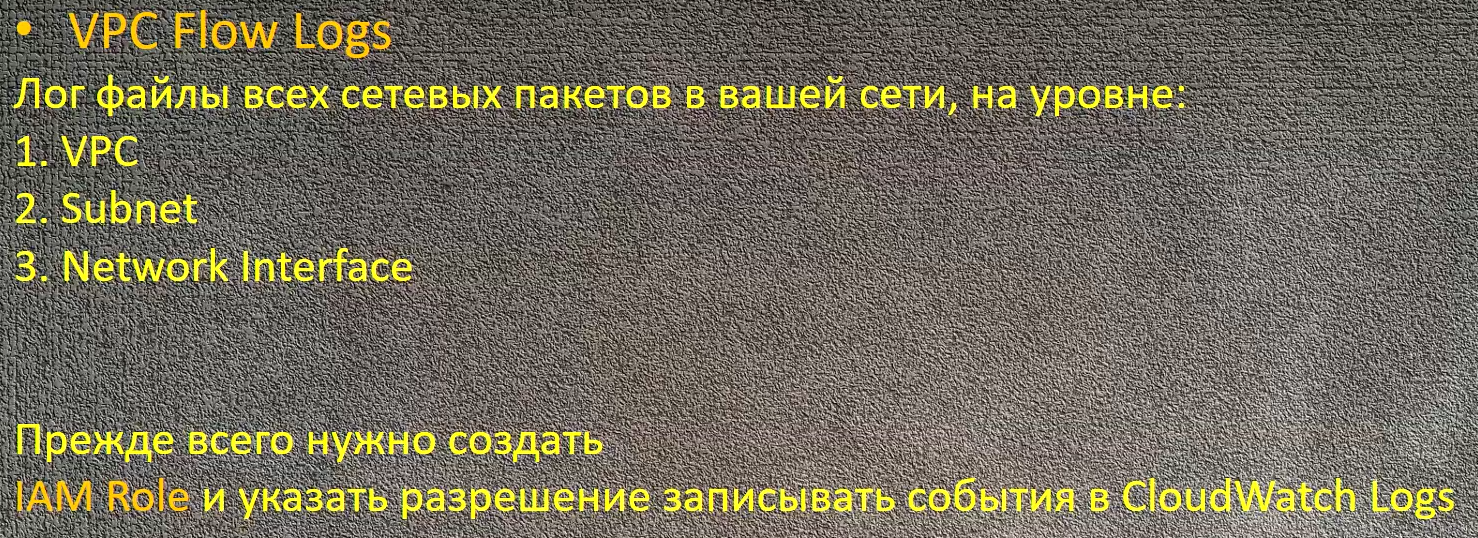 • VPC Flow Logs
Лог файлы всех сетевых пакетов в вашей сети, на уровне:
1. VPC
2. Subnet
3. Network Interface
Прежде всего нужно создать
IAM Role и указать разрешение записывать события в CloudWatch Logs